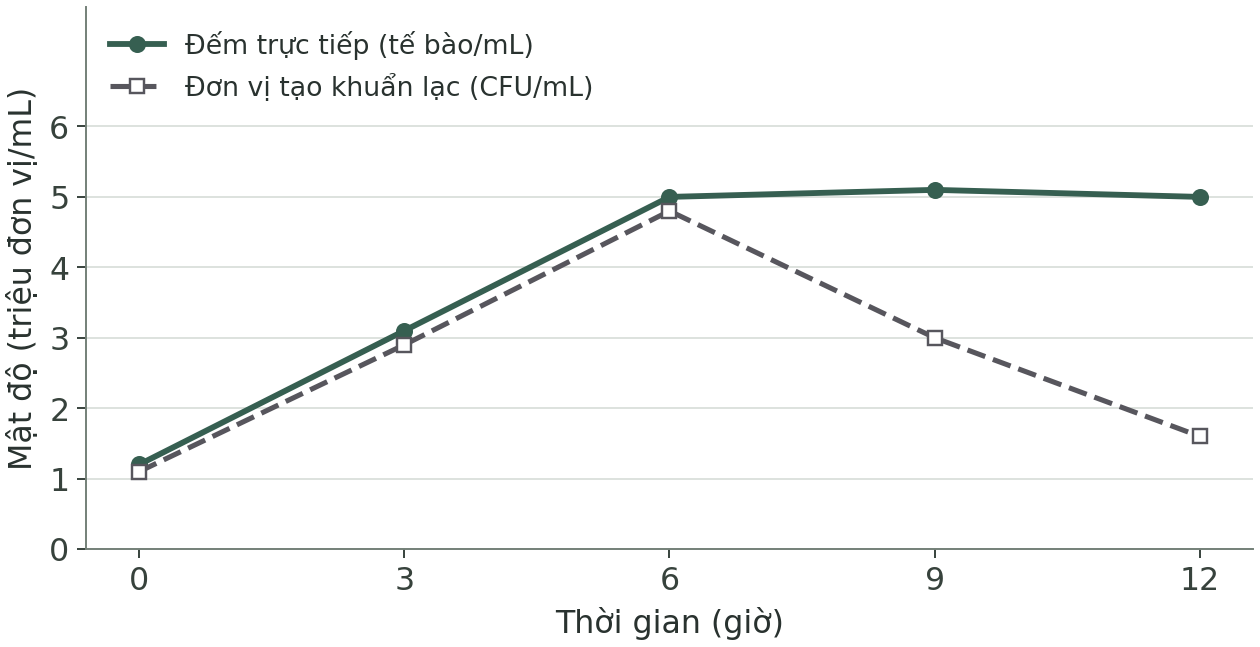 Đếm trực tiếp (tế bào/mL)
Đơn vị tạo khuẩn lạc (CFU/mL)
Mật độ (triệu đơn vị/mL)
6
5
4
3
2
1
0
0 3 6 9 12
Thời gian (giờ)